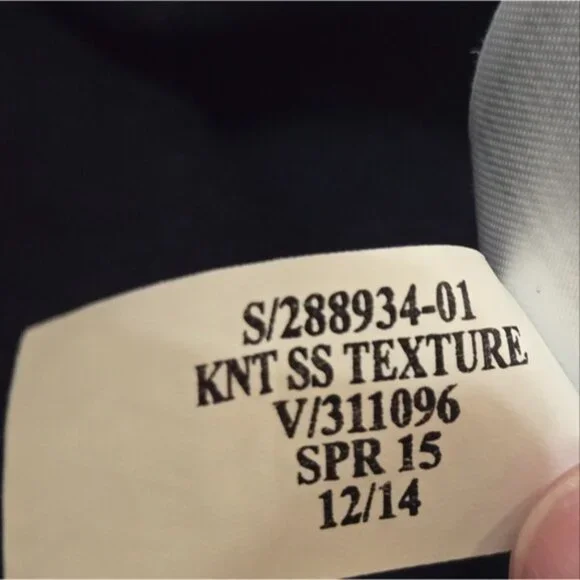 S/288934-01
KNT SS TEXTURE
V/311096
SPR 15
12/14